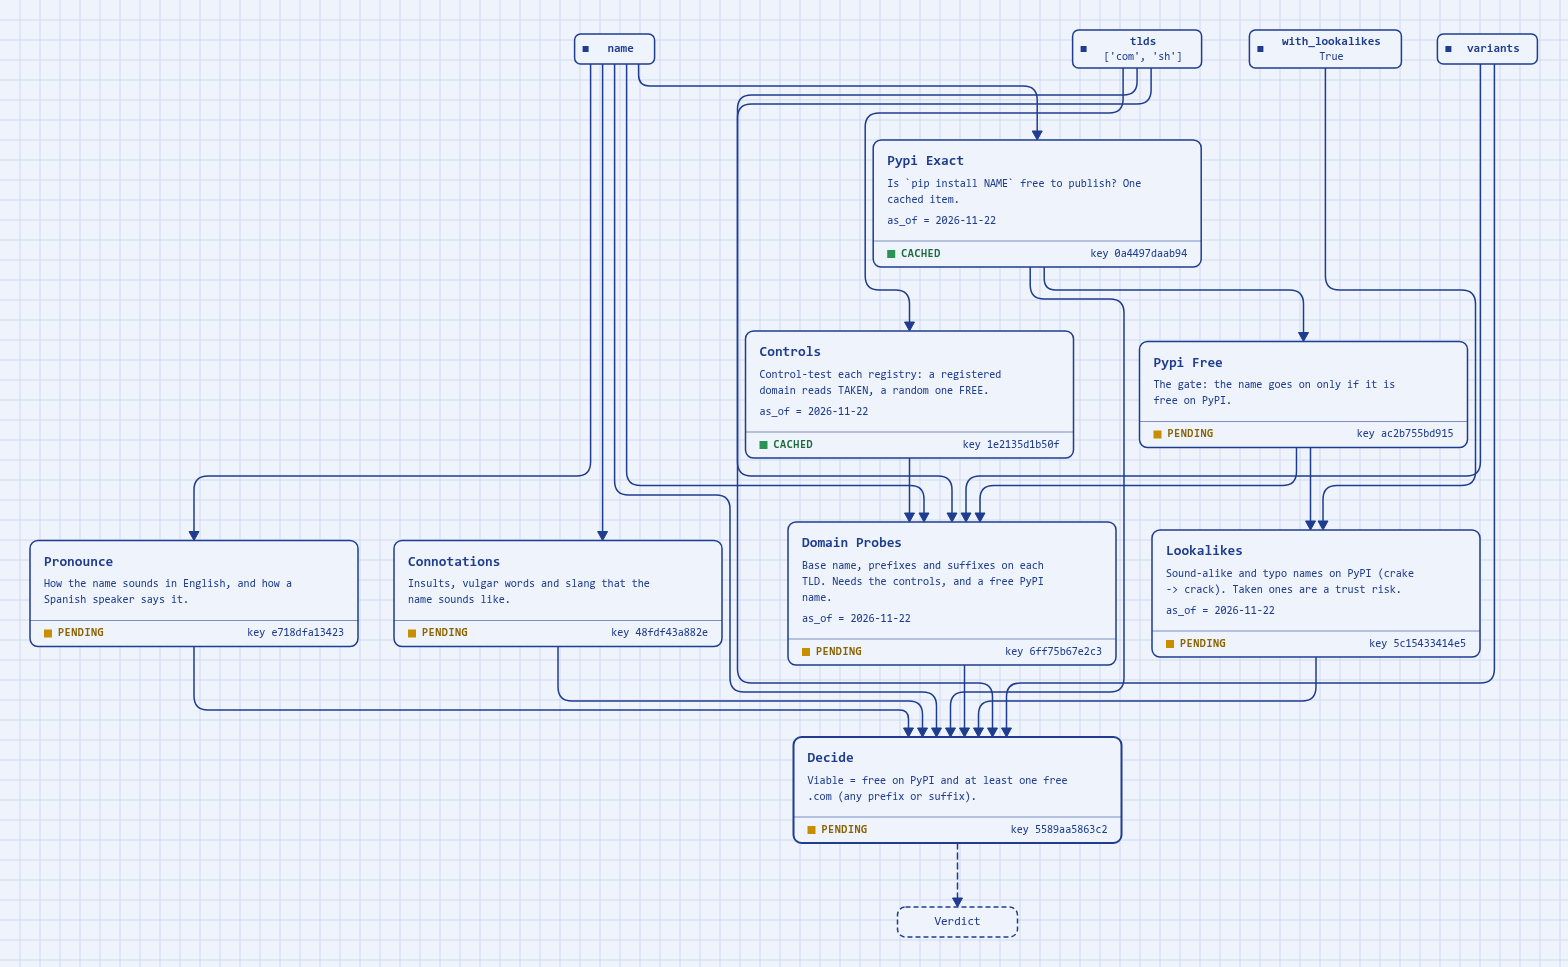 name
tlds
['com', 'sh']
with_lookalikes
True
variants
Pypi Exact
Is `pip install NAME` free to publish? One
cached item.
as_of = 2026-11-22
CACHED key 0a4497daab94
Controls
Control-test each registry: a registered
domain reads TAKEN, a random one FREE.
as_of = 2026-11-22
CACHED key 1e2135d1b50f
Pypi Free
The gate: the name goes on only if it is
free on PyPI.
PENDING key ac2b755bd915
Pronounce
How the name sounds in English, and how a
Spanish speaker says it.
PENDING key e718dfa13423
Connotations
Insults, vulgar words and slang that the
name sounds like.
PENDING key 48fdf43a882e
Domain Probes
Base name, prefixes and suffixes on each
TLD. Needs the controls, and a free PyPI
name.
as_of = 2026-11-22
PENDING key 6ff75b67e2c3
Lookalikes
Sound-alike and typo names on PyPI (crake
-> crack). Taken ones are a trust risk.
as_of = 2026-11-22
PENDING key 5c15433414e5
Decide
Viable = free on PyPI and at least one free
.com (any prefix or suffix).
PENDING key 5589aa5863c2
Verdict